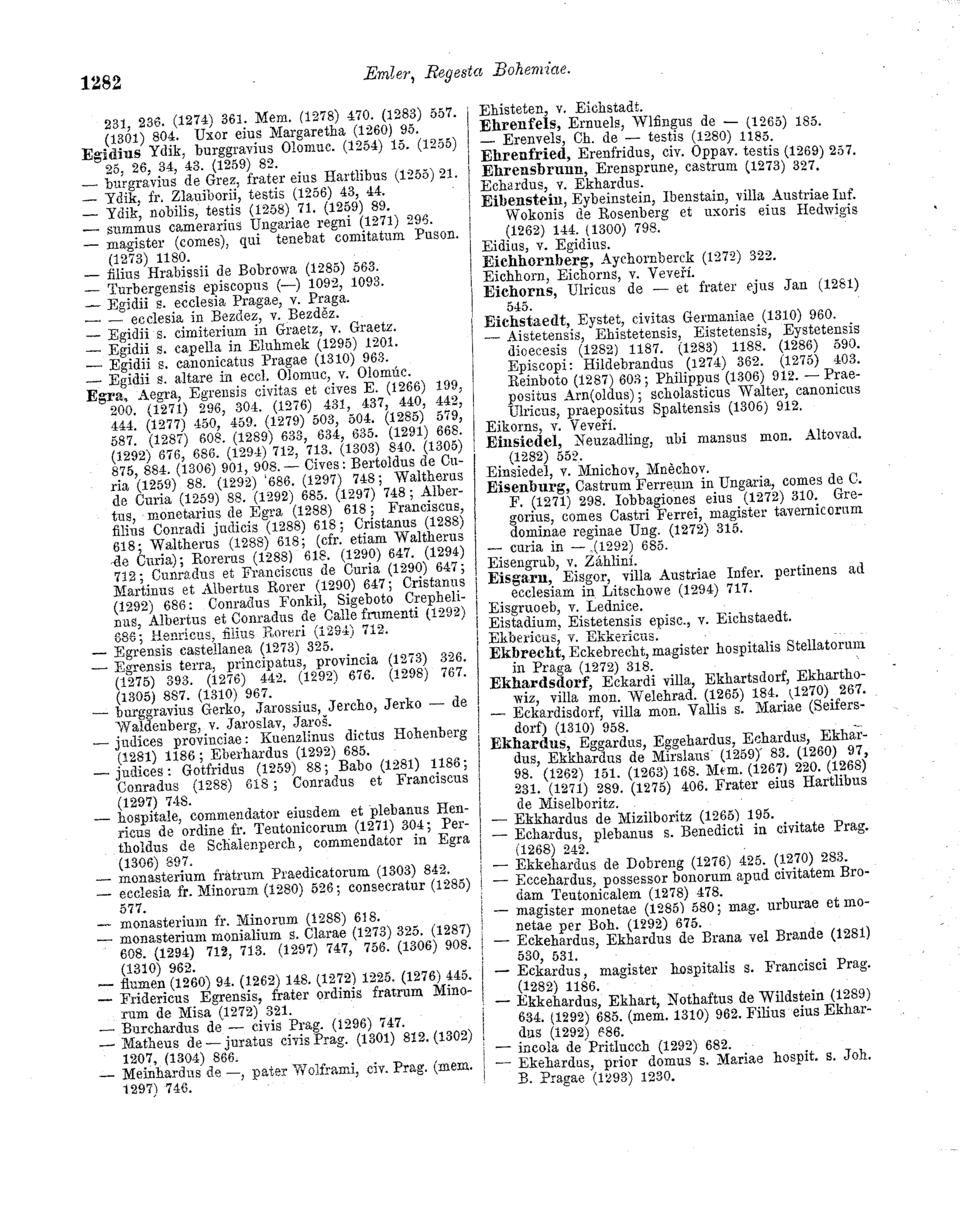 1282
Emler, Regesta Bohemiae.
231, 236. (1274) 361. Mem. (1278) 470. (1283) 557.
(1301) 804. Uxor eius Margaretha (1260) 95.
Egidius Ydik, burggravius Olomuc. (1254) 15. (1255)
25, 26, 34, 43. (1259) 82.
— burgravius de Grez, frater eius Hartlibus (1255) 21.
— Ydik, fr. Zlauiborii, testis (1256) 43, 44.
— Ydik, nobilis, testis (1258) 71. (1259) 89.
— summus camerarius Ungariae regni (1271) 296.
— magister (comes), qui tenebat comitatum Puson.
(1273) 1180.
— filius Hrabissii de Bobrowa (1285) 563.
— Turbergensis episcopus (—) 1092, 1093.
— Egidii s. ecclesia Pragae, v. Praga.
— — ecclesia in Bezdez, v. Bezděz.
— Egidii s. cimiterium in Graetz, v. Graetz.
— Egidii s. capella in Eluhmek (1295) 1201.
— Egidii s. canonicatus Pragae (1310) 963.
— Egidii s. altare in eccl. Olomuc, v. Olomúc.
Egra, Aegra, Egrensis civitas et cives E. (1266) 199,
200. (1271) 296, 304. (1276) 431, 437, 440, 442,
444. (1277) 450, 459. (1279) 503, 504. (1285) 579,
587. (1287) 608. (1289) 633, 634, 635. (1291) 668.
(1292) 676, 686. (1294) 712, 713. (1303) 840. (1305)
875, 884. (1306) 901, 908. — Cives: Bertoldus de Cu-
ria (1259) 88. (1292) 686. (1297) 748; Waltherus
de Curia (1259) 88. (1292) 685. (1297) 748; Alber-
tus, monetarius de Egra (1288) 618; Franciscus,
filius Conradi judicis (1288) 618; Cristanus (1288)
618; Waltherus (1288) 618; (cfr. etiam Waltherus
de Curia); Rorerus (1288) 618. (1290) 647. (1294)
712; Cunradus et Franciscus de Curia (1290) 647;
Martinus et Albertus Rorer (1290) 647; Cristanus
(1292) 686: Conradus Fonkil, Sigeboto Crepheli-
nus, Albertus et Conradus de Calle frumenti (1292)
686; Henricus, filius Roreri (1294) 712.
— Egrensis castellanea (1273) 325.
— Egrensis terra, principatus, provincia (1273) 326.
(1275) 393. (1276) 442. (1292) 676. (1298) 767.
(1305) 887. (1310) 967.
— burggravius Gerko, Jarossius, Jercho, Jerko — de
Waldenberg, v. Jaroslav, Jaroš.
— judices provinciae: Kuenzlinus dictus Hohenberg
(1281) 1186; Eberhardus (1292) 685.
— judices: Gotfridus (1259) 88; Babo (1281) 1186;
Conradus (1288) 618; Conradus et Franciscus
(1297) 748.
— hospitale, commendator eiusdem et plebanus Hen-
ricus de ordine fr. Teutonicorum (1271) 304; Per-
tholdus de Schalenperch, commendator in Egra
(1306) 897.
— monasterium fratrum Praedicatorum (1303) 842.
— ecclesia fr. Minorum (1280) 526; consecratur (1285)
577.
— monasterium fr. Minorum (1288) 618.
— monasterium monialium s. Clarae (1273) 325. (1287)
608. (1294) 712, 713. (1297) 747, 756. (1306) 908.
(1310) 962.
— flumen (1260) 94. (1262) 148. (1272) 1225. (1276) 445.
— Fridericus Egrensis, frater ordinis fratrum Mino-
rum de Misa (1272) 321.
— Burchardus de — civis Prag. (1296) 747.
— Matheus de — juratus civis Prag. (1301) 812. (1302)
1207, (1304) 866.
— Meinhardus de —, pater Wolframi, civ. Prag. (mem.
1297) 746.
Ehisteten, v. Eichstadt.
Ehrenfels, Ernuels, Wlfingus de — (1265) 185.
— Erenvels, Ch. de — testis (1280) 1185.
Ehrenfried, Erenfridus, civ. Oppav. testis (1269) 257.
Ehrensbrunn, Erensprune, castrum (1273) 327.
Echardus, v. Ekhardus.
Eibenstein, Eybeinstein, Ibenstain, villa Austriae Inf.
Wokonis de Rosenberg et uxoris eius Hedwigis
(1262) 144. (1300) 798.
Eidius, v. Egidius.
Eichhornberg, Aychornberck (1272) 322.
Eichhorn, Eichorns, v. Veveří.
Eichorns, Ulricus de — et frater ejus Jan (1281)
545.
Eichstaedt, Eystet, civitas Germaniae (1310) 960.
— Aistetensis, Ehistetensis, Eistetensis, Eystetensis
dioecesis (1282) 1187. (1283) 1188. (1286) 590.
Episcopi: Hildebrandus (1274) 362. (1275) 403.
Reinboto (1287) 603; Philippus (1306) 912. — Prae-
positus Arn(oldus); scholasticus Walter, canonicus
Ulricus, praepositus Spaltensis (1306) 912.
Eikorns, v. Veveří.
Einsiedel, Neuzadling, ubi mansus mon. Altovad.
(1282) 552.
Einsiedel, v. Mnichov, Mněchov.
Eisenburg, Castrum Ferreum in Ungaria, comes de C.
F. (1271) 298. Iobbagiones eius (1272) 310. Gre-
gorius, comes Castri Ferrei, magister tavernicorum
dominae reginae Ung. (1272) 315.
— curia in — (1292) 685.
Eisengrub, v. Záhliní.
Eisgarn, Eisgor, villa Austriae Infer. pertinens ad
ecclesiam in Litschowe (1294) 717.
Eisgrueob, v. Lednice.
Eistadium, Eistetensis episc., v. Eichstaedt.
Ekbericus, v. Ekkericus.
Ekbrecht, Eckebrecht, magister hospitalis Stellatorum
in Praga (1272) 318.
Ekhardsdorf, Eckardi villa, Ekhartsdorf, Ekhartho-
wiz, villa mon. Welehrad. (1265) 184. (1270) 267.
— Eckardisdorf, villa mon. Vallis s. Mariae (Seifers-
dorf) (1310) 958.
Ekhardus, Eggardus, Eggehardus, Echardus, Ekhar-
dus, Ekkhardus de Mirslaus (1259) 83. (1260) 97,
98. (1262) 151. (1263) 168. Mem. (1267) 220. (1268)
231. (1271) 289. (1275) 406. Frater eius Hartlibus
de Miselboritz.
— Ekkhardus de Mizilboritz (1265) 195.
— Echardus, plebanus s. Benedicti in civitate Prag.
(1268) 242.
— Ekkehardus de Dobreng (1276) 425. (1270) 283.
— Eccehardus, possessor bonorum apud civitatem Bro-
dam Teutonicalem (1278) 478.
— magister monetae (1285) 580; mag. urburae et mo-
netae per Boh. (1292) 675.
— Eckehardus, Ekhardus de Brana vel Brande (1281)
530, 531.
— Eckardus, magister hospitalis s. Francisci Prag.
(1282) 1186.
— Ekkehardus, Ekhart, Nothaftus de Wildstein (1289)
634. (1292) 685. (mem. 1310) 962. Filius eius Ekhar-
dus (1292) 686.
— incola de Pritlucch (1292) 682.
— Ekehardus, prior domus s. Mariae hospit. s. Joh.
B. Pragae (1293) 1230.